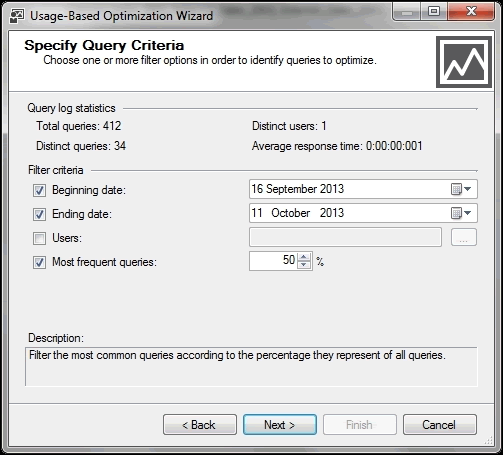 Usage-Based Optimization Wizard
Specify Query Criteria
Choose one or more filter options in order to identify queries to optimize.
Query log statistics
Total queries: 412 Distinct users: 1
Distinct queries: 34 Average response time: 0:00:00:001
Filter criteria
Beginning date: 16 September 2013
Ending date: 11 October 2013
Users: ...
Most frequent queries: 50 %
Description:
Filter the most common queries according to the percentage they represent of all queries.
< Back Next > Finish Cancel